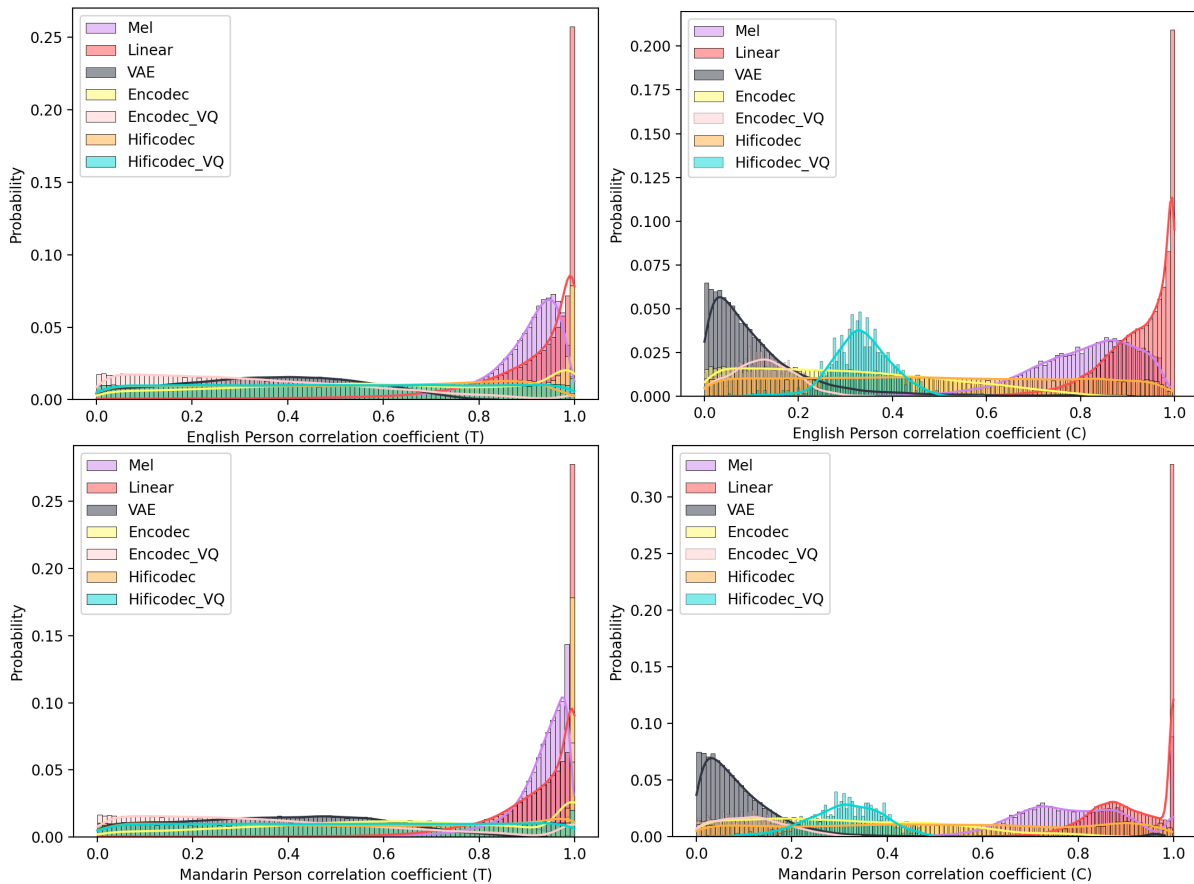 Mel
Linear
VAE
Encodec
Encodec_VQ
Hificodec
Hificodec_VQ
0.25
0.20
0.15
0.10
0.05
0.00
Probability
0.0 0.2 0.4 0.6 0.8 1.0
English Person correlation coefficient (T)
Mel
Linear
VAE
Encodec
Encodec_VQ
Hificodec
Hificodec_VQ
0.200
0.175
0.150
0.125
0.100
0.075
0.050
0.025
0.000
Probability
0.0 0.2 0.4 0.6 0.8 1.0
English Person correlation coefficient (C)
Mel
Linear
VAE
Encodec
Encodec_VQ
Hificodec
Hificodec_VQ
0.25
0.20
0.15
0.10
0.05
0.00
Probability
0.0 0.2 0.4 0.6 0.8 1.0
Mandarin Person correlation coefficient (T)
Mel
Linear
VAE
Encodec
Encodec_VQ
Hificodec
Hificodec_VQ
0.30
0.25
0.20
0.15
0.10
0.05
0.00
Probability
0.0 0.2 0.4 0.6 0.8 1.0
Mandarin Person correlation coefficient (C)